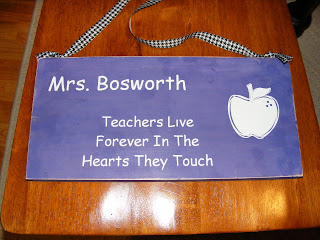 Mrs. Bosworth
Teachers Live
Forever In The
Hearts They Touch